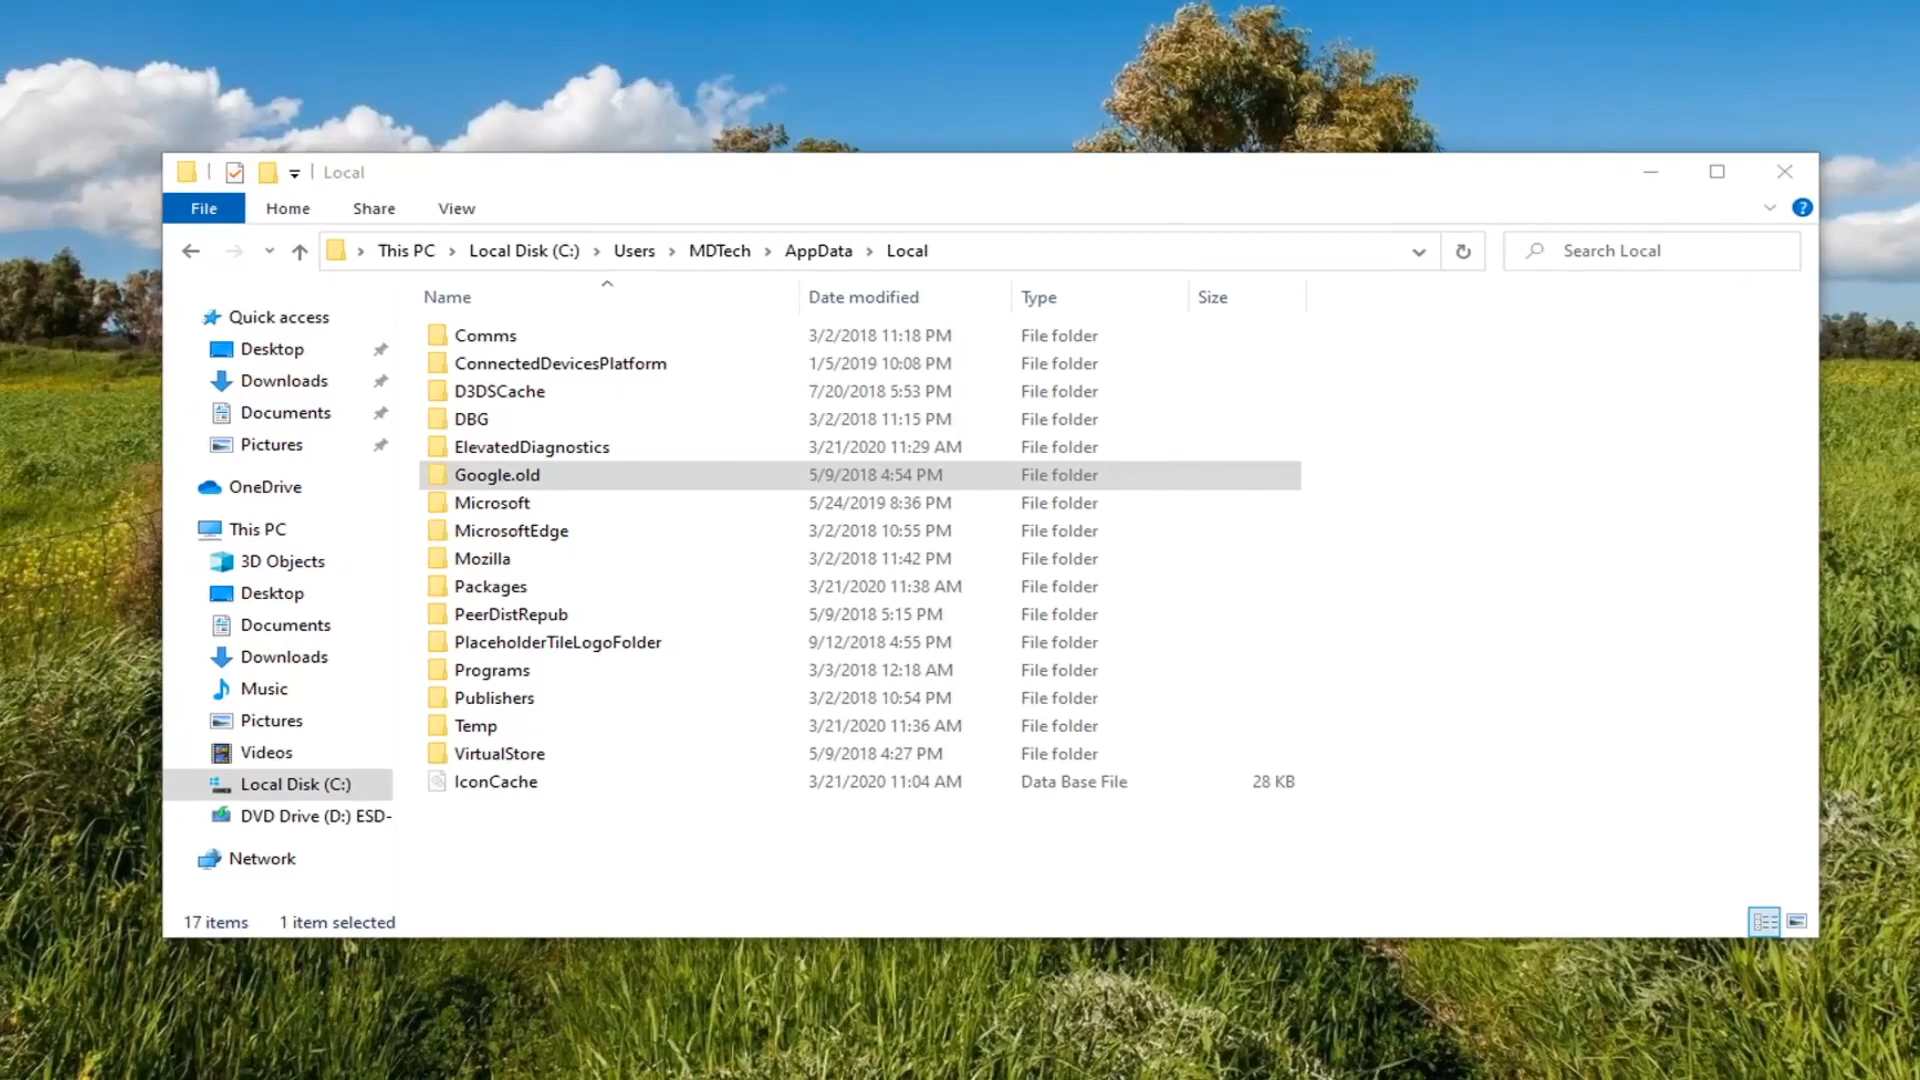 Local
File Home Share View
This PC Local Disk (C:) Users MDTech AppData Local Search Local
Name Date modified Type Size
Quick access
Desktop
Downloads
Documents
Pictures
OneDrive
This PC
3D Objects
Desktop
Documents
Downloads
Music
Pictures
Videos
Local Disk (C:)
DVD Drive (D:) ESD-
Network
Comms 3/2/2018 11:18 PM File folder
ConnectedDevicesPlatform 1/5/2019 10:08 PM File folder
D3DSCache 7/20/2018 5:53 PM File folder
DBG 3/2/2018 11:15 PM File folder
ElevatedDiagnostics 3/21/2020 11:29 AM File folder
Google.old 5/9/2018 4:54 PM File folder
Microsoft 5/24/2019 8:36 PM File folder
MicrosoftEdge 3/2/2018 10:55 PM File folder
Mozilla 3/2/2018 11:42 PM File folder
Packages 3/21/2020 11:38 AM File folder
PeerDistRepub 5/9/2018 5:15 PM File folder
PlaceholderTileLogoFolder 9/12/2018 4:55 PM File folder
Programs 3/3/2018 12:18 AM File folder
Publishers 3/2/2018 10:54 PM File folder
Temp 3/21/2020 11:36 AM File folder
VirtualStore 5/9/2018 4:27 PM File folder
IconCache 3/21/2020 11:04 AM Data Base File 28 KB
17 items 1 item selected